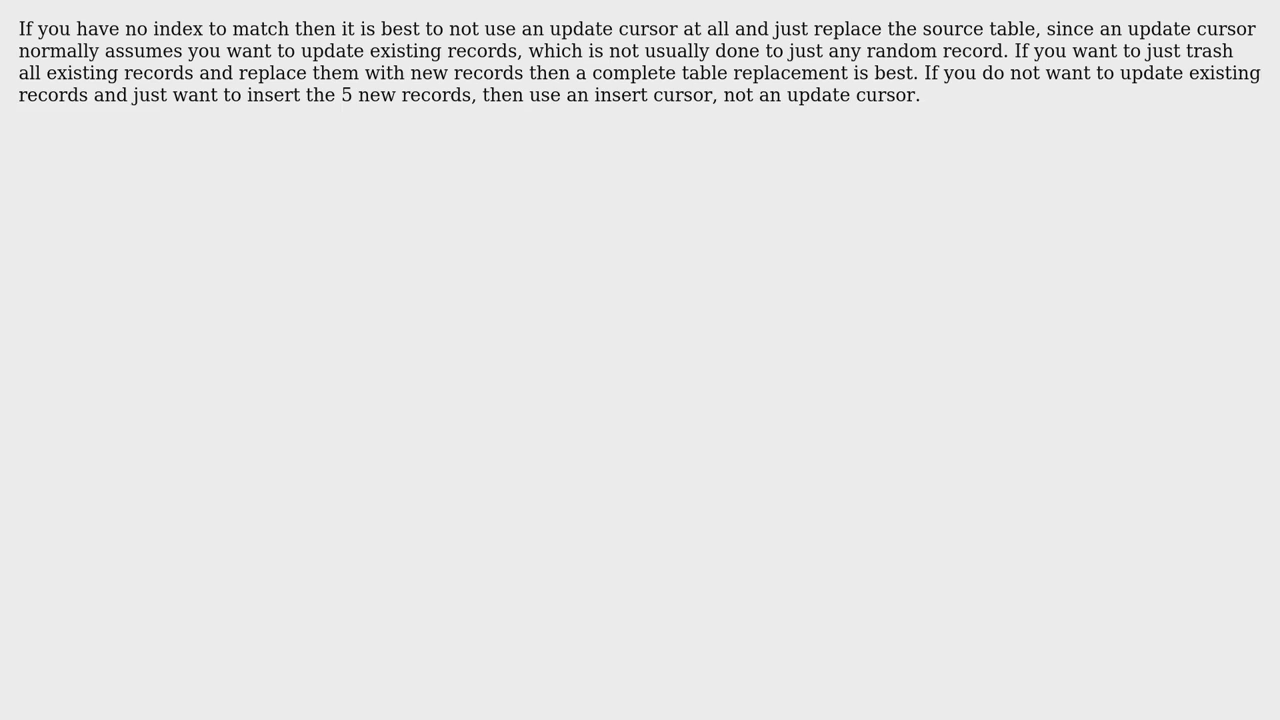 If you have no index to match then it is best to not use an update cursor at all and just replace the source table, since an update cursor
normally assumes you want to update existing records, which is not usually done to just any random record. If you want to just trash
all existing records and replace them with new records then a complete table replacement is best. If you do not want to update existing
records and just want to insert the 5 new records, then use an insert cursor, not an update cursor.